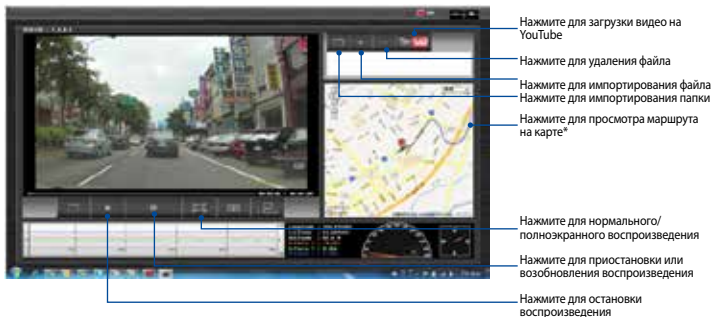 Нажмите для загрузки видео на
YouTube
Нажмите для удаления файла
Нажмите для импортирования файла
Нажмите для импортирования папки
Нажмите для просмотра маршрута
на карте*
Нажмите для нормального/
полноэкранного воспроизведения
Нажмите для приостановки или
возобновления воспроизведения
Нажмите для остановки
воспроизведения